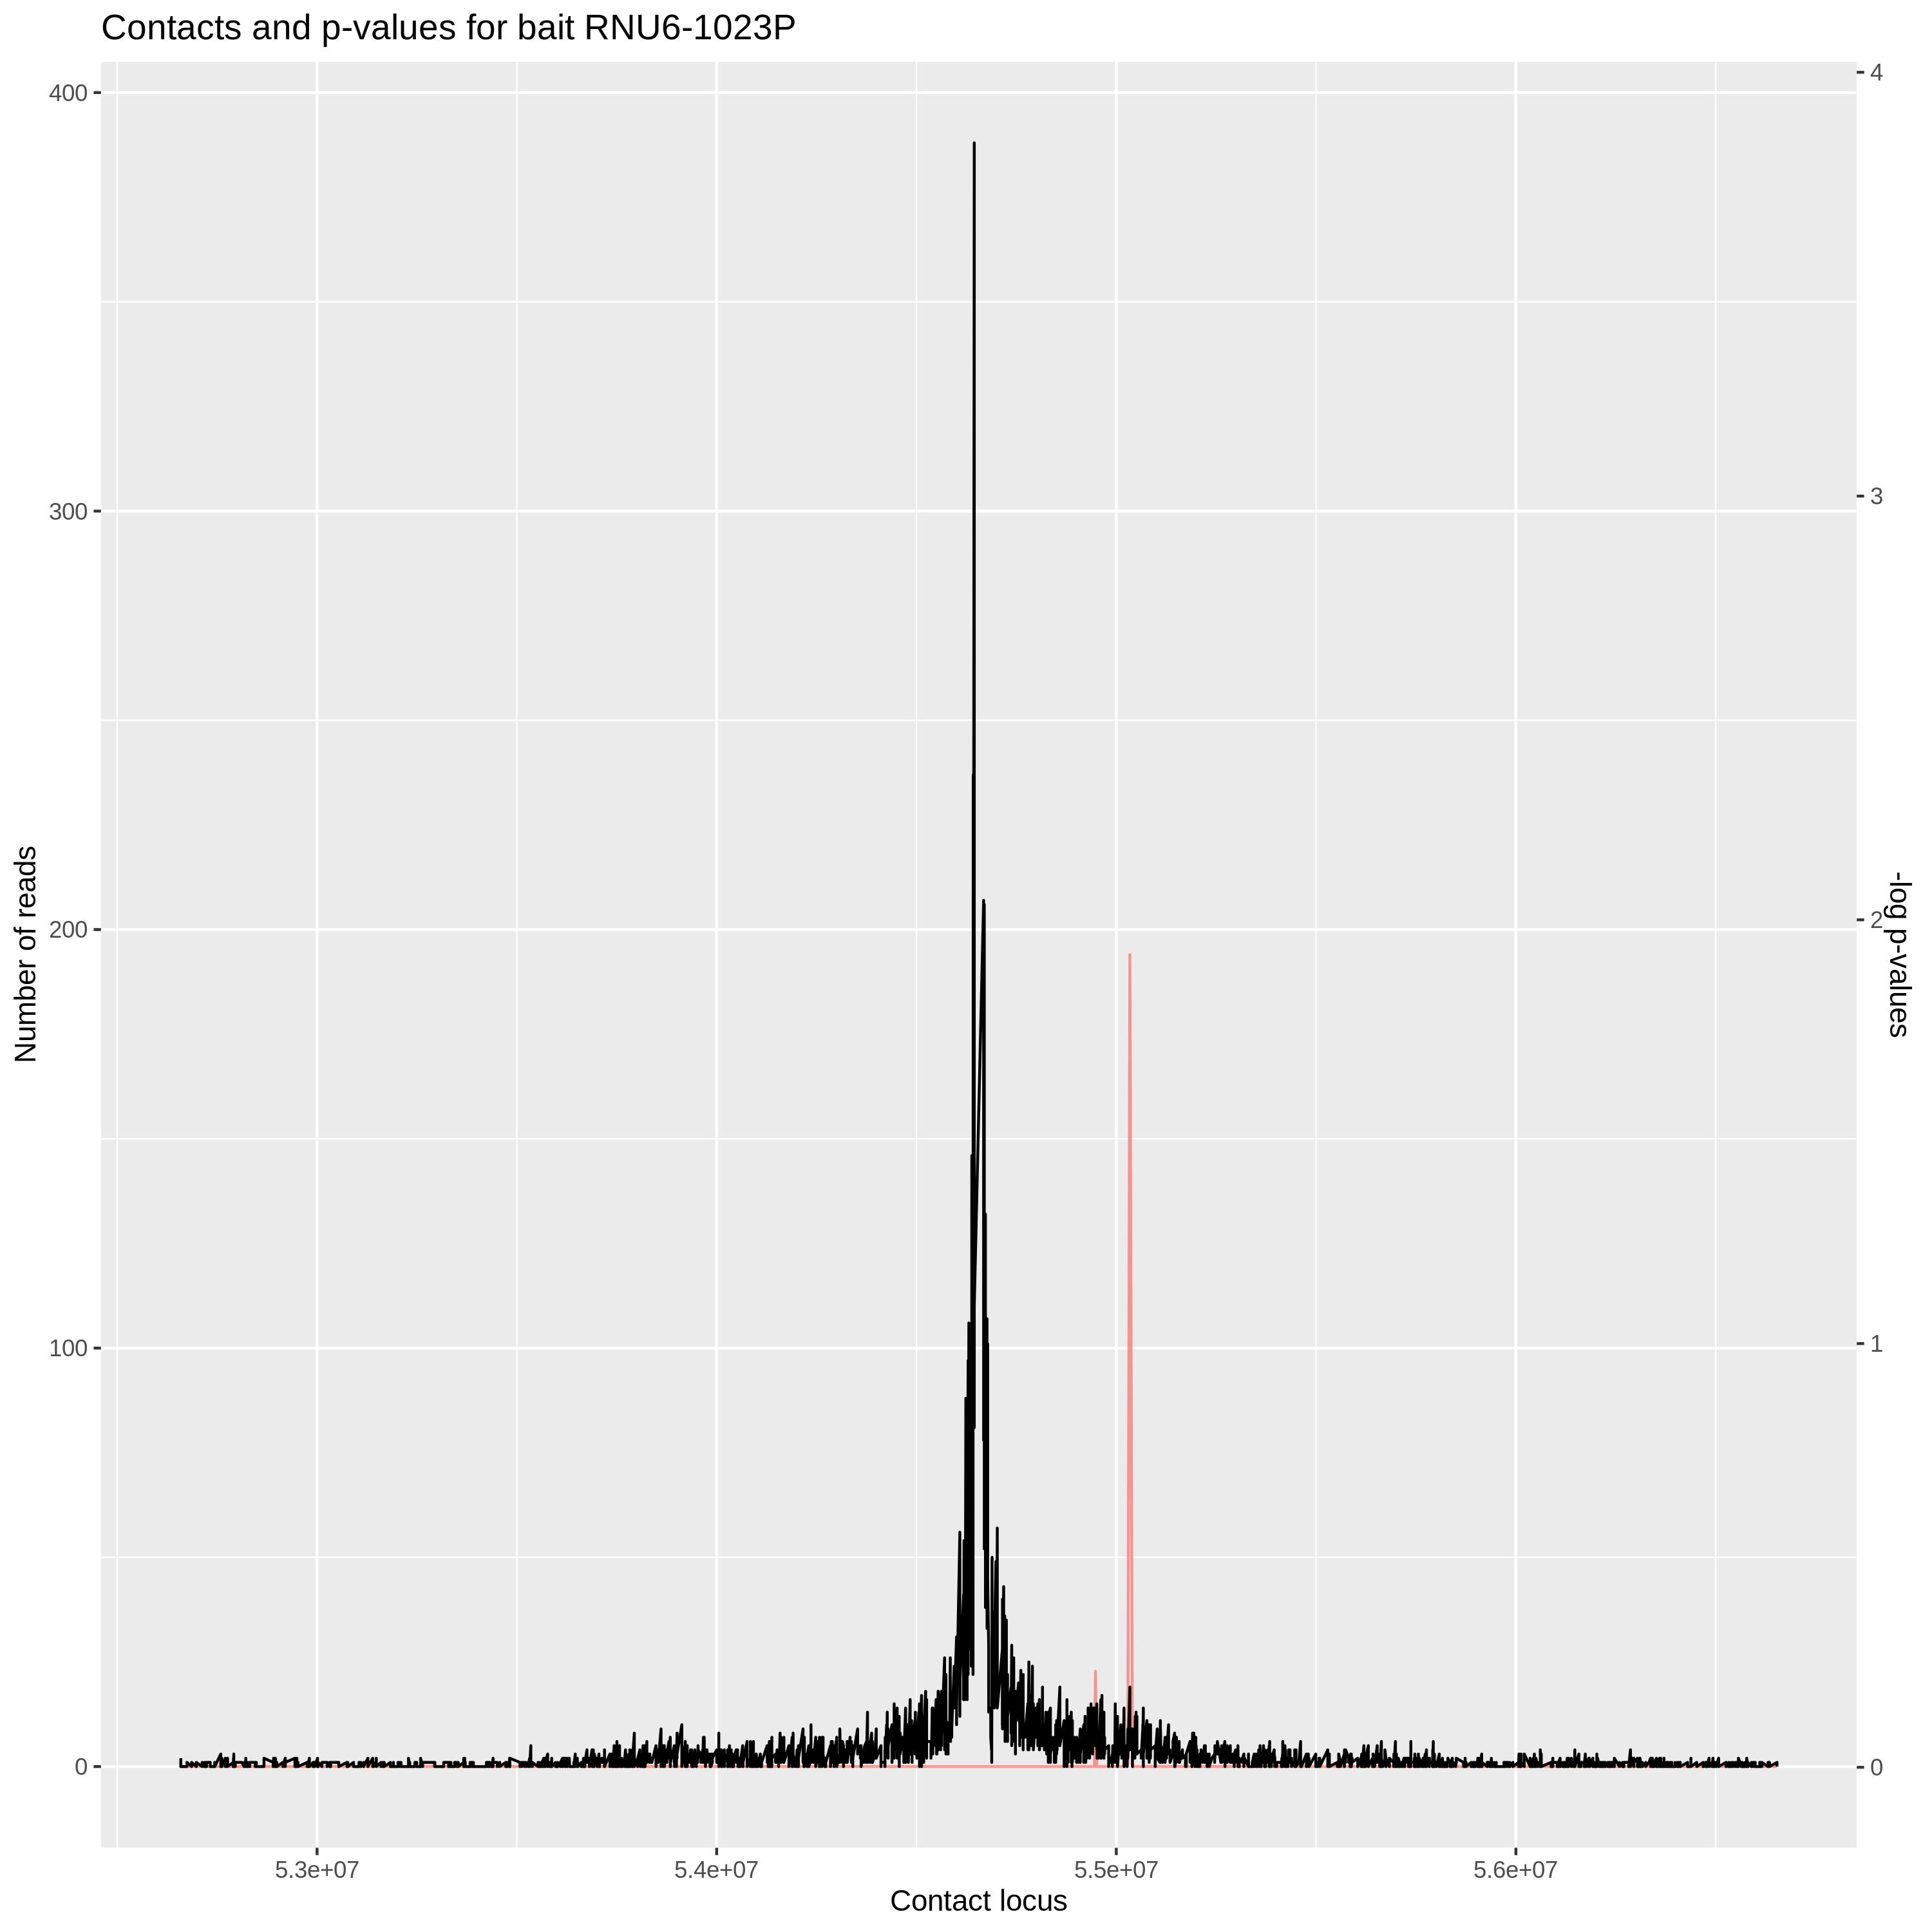 Contacts and p-values for bait RNU6-1023P
400
300
200
100
0
Number of reads
4
3
2
1
0
-log p-values
5.3e+07
5.4e+07
5.5e+07
5.6e+07
Contact locus